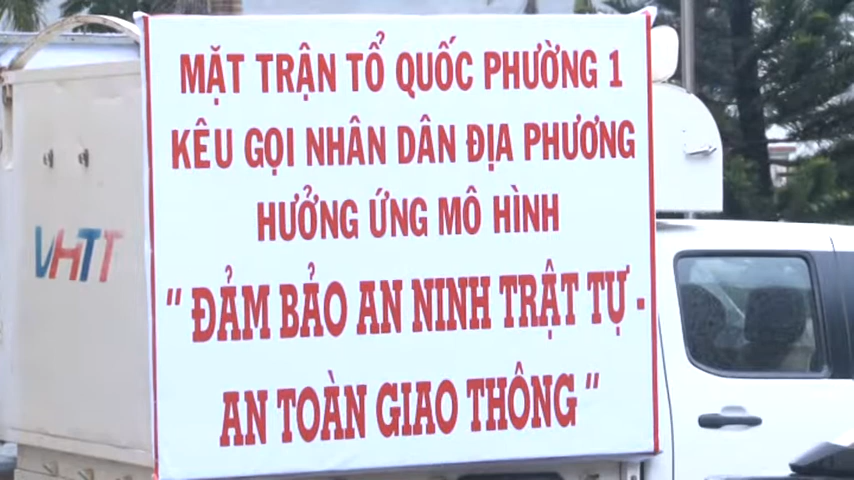 MẶT TRẬN TỔ QUỐC PHƯỜNG 1
KÊU GỌI NHÂN DÂN ĐỊA PHƯƠNG
HƯỞNG ỨNG MÔ HÌNH
" ĐẢM BẢO AN NINH TRẬT TỰ -
AN TOÀN GIAO THÔNG "
VHTT